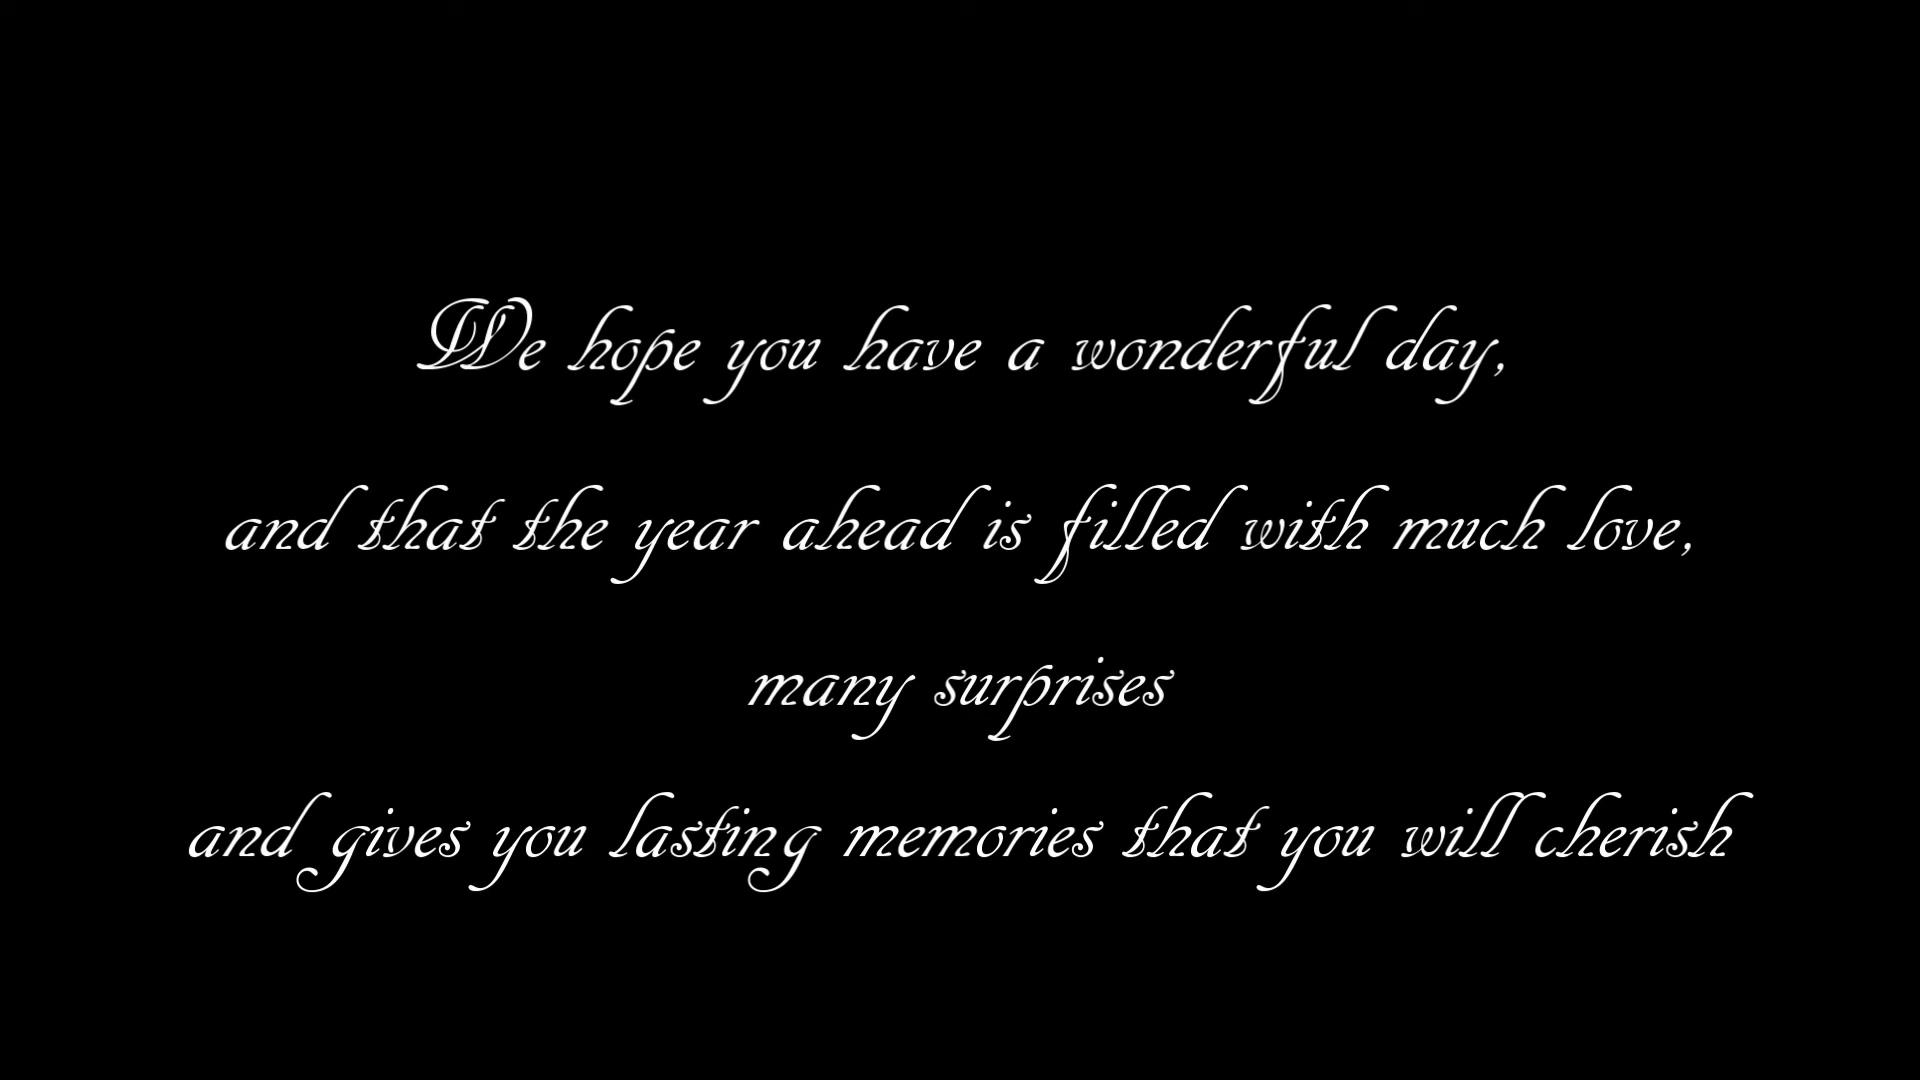 We hope you have a wonderful day,
and that the year ahead is filled with much love,
many surprises
and gives you lasting memories that you will cherish